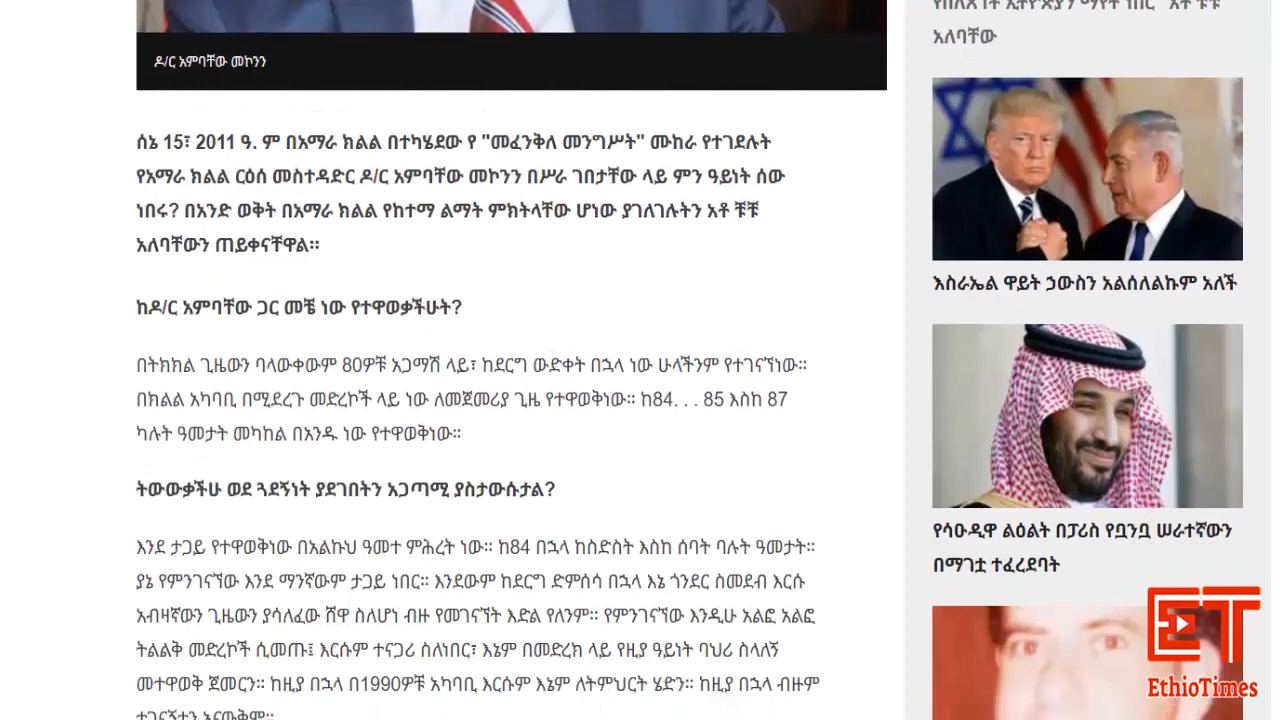 ዶ/ር አምባቸው መኮንን
ሰኔ 15፣ 2011 ዓ. ም በአማራ ክልል በተካሄደው የ "መፈንቅለ መንግሥት" ሙከራ የተገደሉት
የአማራ ክልል ርዕሰ መስተዳድር ዶ/ር አምባቸው መኮንን በሥራ ገበታቸው ላይ ምን ዓይነት ሰው
ነበሩ? በአንድ ወቅት በአማራ ክልል የከተማ ልማት ምክትላቸው ሆነው ያገለገሉትን አቶ ቹቹ
አለባቸውን ጠይቀናቸዋል።
ከዶ/ር አምባቸው ጋር መቼ ነው የተዋወቃችሁት?
በትክክል ጊዜውን ባላውቀውም 80ዎቹ አጋማሽ ላይ፣ ከደርግ ውድቀት በኋላ ነው ሁላችንም የተገናኘነው።
በክልል አካባቢ በሚደረጉ መድረኮች ላይ ነው ለመጀመሪያ ጊዜ የተዋወቅነው። ከ84. . . 85 እስከ 87
ካሉት ዓመታት መካከል በአንዱ ነው የተዋወቅነው።
ትውውቃችሁ ወደ ጓደኝነት ያደገበትን አጋጣሚ ያስታውሱታል?
እንደ ታጋይ የተዋወቅነው በአልኩህ ዓመተ ምሕረት ነው። ከ84 በኋላ ከስድስት እስከ ሰባት ባሉት ዓመታት።
ያኔ የምንገናኘው እንደ ማንኛውም ታጋይ ነበር። እንደውም ከደርግ ድምሰሳ በኋላ እኔ ጎንደር ስመደብ እርሱ
አብዛኛውን ጊዜውን ያሳለፈው ሸዋ ስለሆነ ብዙ የመገናኘት እድል የለንም። የምንገናኘው እንዲሁ አልፎ አልፎ
ትልልቅ መድረኮች ሲመጡ፤ እርሱም ተናጋሪ ስለነበር፣ እኔም በመድረክ ላይ የዚያ ዓይነት ባህሪ ስላለኝ
መተዋወቅ ጀመርን። ከዚያ በኋላ በ1990ዎቹ አካባቢ እርሱም እኔም ለትምህርት ሄድን። ከዚያ በኋላ ብዙም
አለባቸው
እስራኤል ዋይት ኃውስን አልሰለልኩም አለች
የሳዑዲዋ ልዕልት በፓሪስ የቧንቧ ሠራተኛውን
በማገቷ ተፈረደባት
ET
EthioTimes